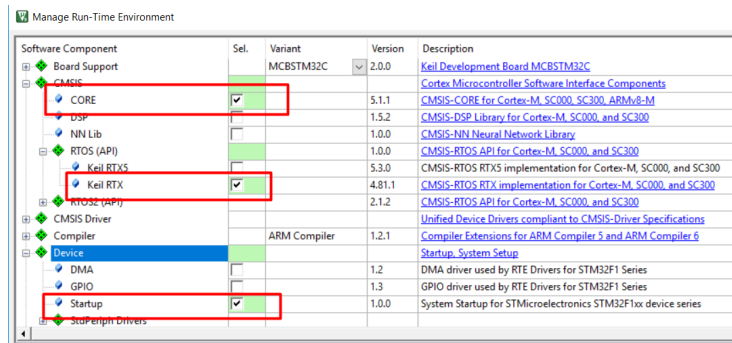 Manage Run-Time Environment
Software Component Sel. Variant Version Description
Board Support MCBSTM32C 2.0.0 Keil Development Board MCBSTM32C
CMSIS Cortex Microcontroller Software Interface Components
CORE 5.1.1 CMSIS-CORE for Cortex-M, SC000, SC300, ARMv8-M
DSP 1.5.2 CMSIS-DSP Library for Cortex-M, SC000, and SC300
NN Lib 1.0.0 CMSIS-NN Neural Network Library
RTOS (API) 1.0.0 CMSIS-RTOS API for Cortex-M, SC000, and SC300
Keil RTX5 5.3.0 CMSIS-RTOS RTX5 implementation for Cortex-M, SC000, and SC300
Keil RTX 4.81.1 CMSIS-RTOS RTX implementation for Cortex-M, SC000, and SC300
RTOS2 (API) 2.1.2 CMSIS-RTOS API for Cortex-M, SC000, and SC300
CMSIS Driver Unified Device Drivers compliant to CMSIS-Driver Specifications
Compiler ARM Compiler 1.2.1 Compiler Extensions for ARM Compiler 5 and ARM Compiler 6
Device Startup, System Setup
DMA 1.2 DMA driver used by RTE Drivers for STM32F1 Series
GPIO 1.3 GPIO driver used by RTE Drivers for STM32F1 Series
Startup 1.0.0 System Startup for STMicroelectronics STM32F1xx device series
StdPeriph Drivers